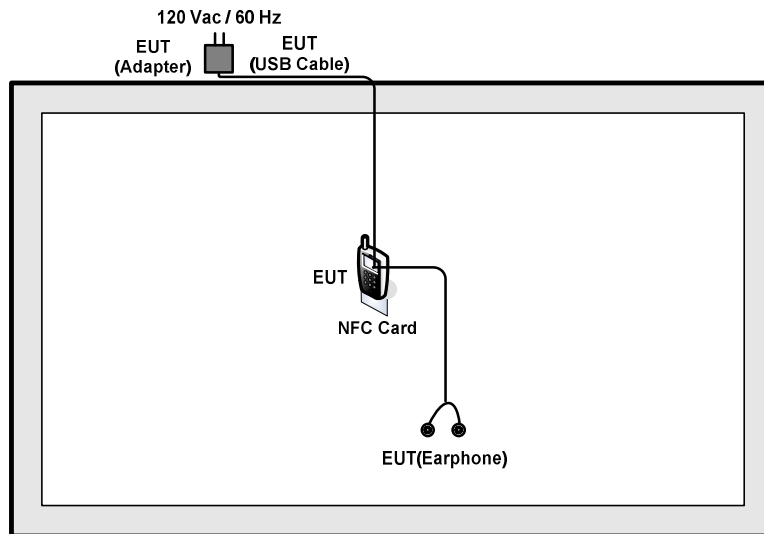 120 Vac / 60 Hz
EUT
(Adapter)
EUT
(USB Cable)
EUT
NFC Card
EUT(Earphone)